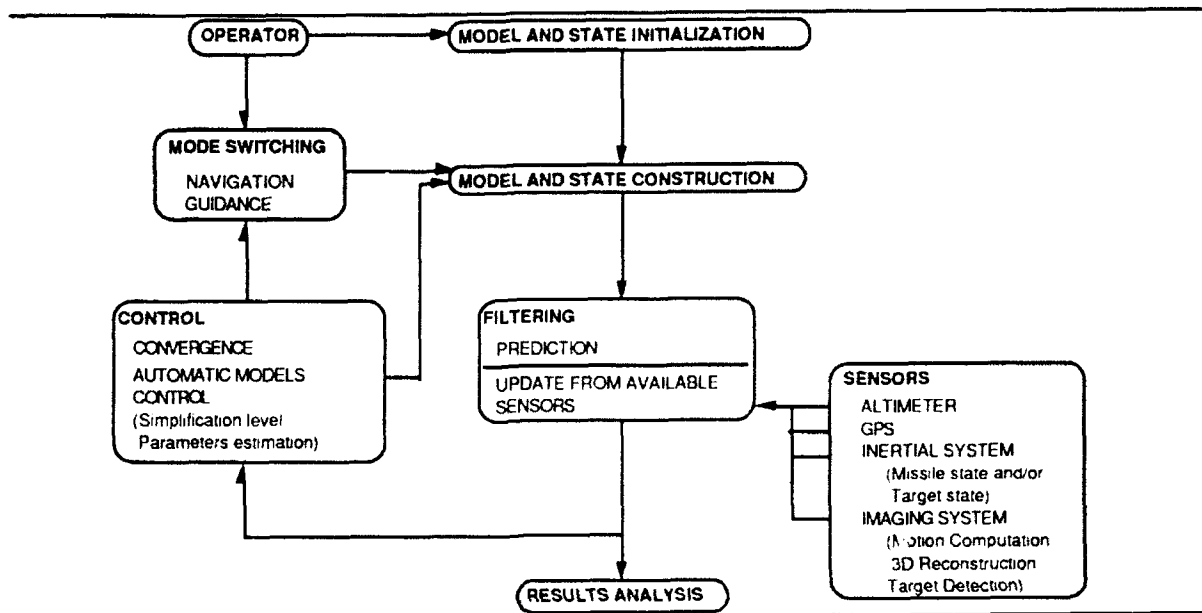 OPERATOR
MODEL AND STATE INITIALIZATION
MODE SWITCHING
NAVIGATION
GUIDANCE
MODEL AND STATE CONSTRUCTION
CONTROL
CONVERGENCE
AUTOMATIC MODELS
CONTROL
(Simplification level
Parameters estimation)
FILTERING
PREDICTION
UPDATE FROM AVAILABLE
SENSORS
SENSORS
ALTIMETER
GPS
INERTIAL SYSTEM
(Missile state and/or
Target state)
IMAGING SYSTEM
(Motion Computation
3D Reconstruction
Target Detection)
RESULTS ANALYSIS